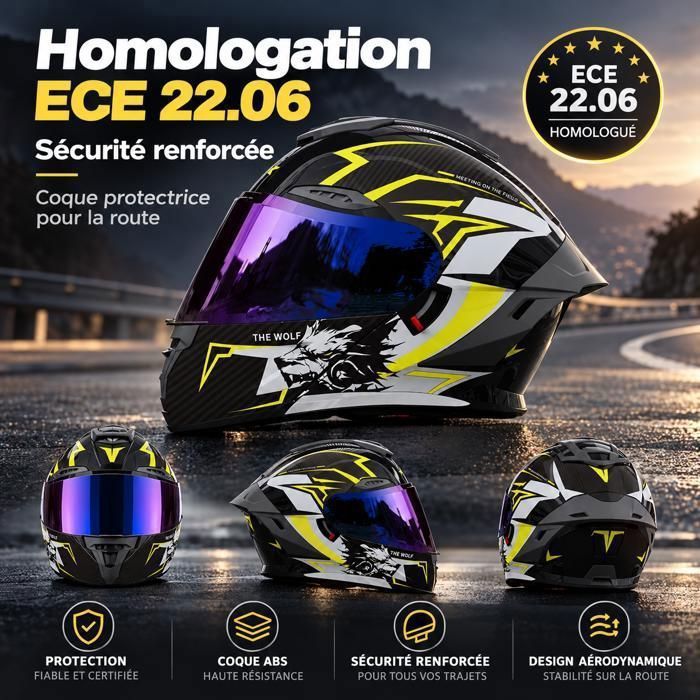 Homologation
ECE 22.06
Sécurité renforcée
Coque protectrice
pour la route
ECE
22.06
HOMOLOGUÉ
MEETING ON THE FIELD
THE WOLF
THE WOLF
PROTECTION
FIABLE ET CERTIFIÉE
COQUE ABS
HAUTE RÉSISTANCE
SÉCURITÉ RENFORCÉE
POUR TOUS VOS TRAJETS
DESIGN AÉRODYNAMIQUE
STABILITÉ SUR LA ROUTE